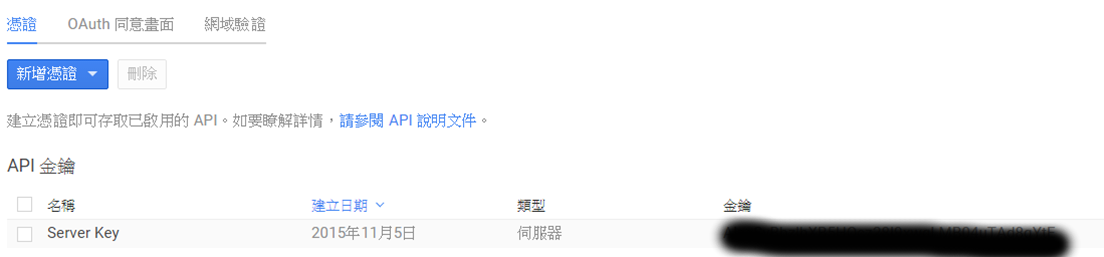 憑證 OAuth 同意畫面 網域驗證
新增憑證 刪除
建立憑證即可存取已啟用的 API。如要瞭解詳情，請參閱 API 說明文件。
API 金鑰
名稱 建立日期 類型 金鑰
Server Key 2015年11月5日 伺服器